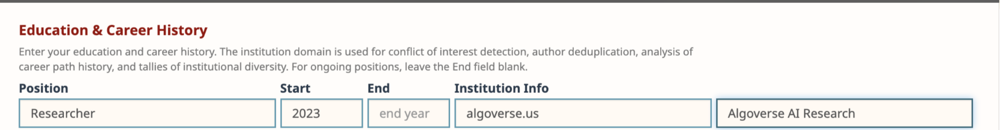 Education & Career History
Enter your education and career history. The institution domain is used for conflict of interest detection, author deduplication, analysis of
career path history, and tallies of institutional diversity. For ongoing positions, leave the End field blank.
Position Start End Institution Info
Researcher 2023 end year algoverse.us Algoverse AI Research